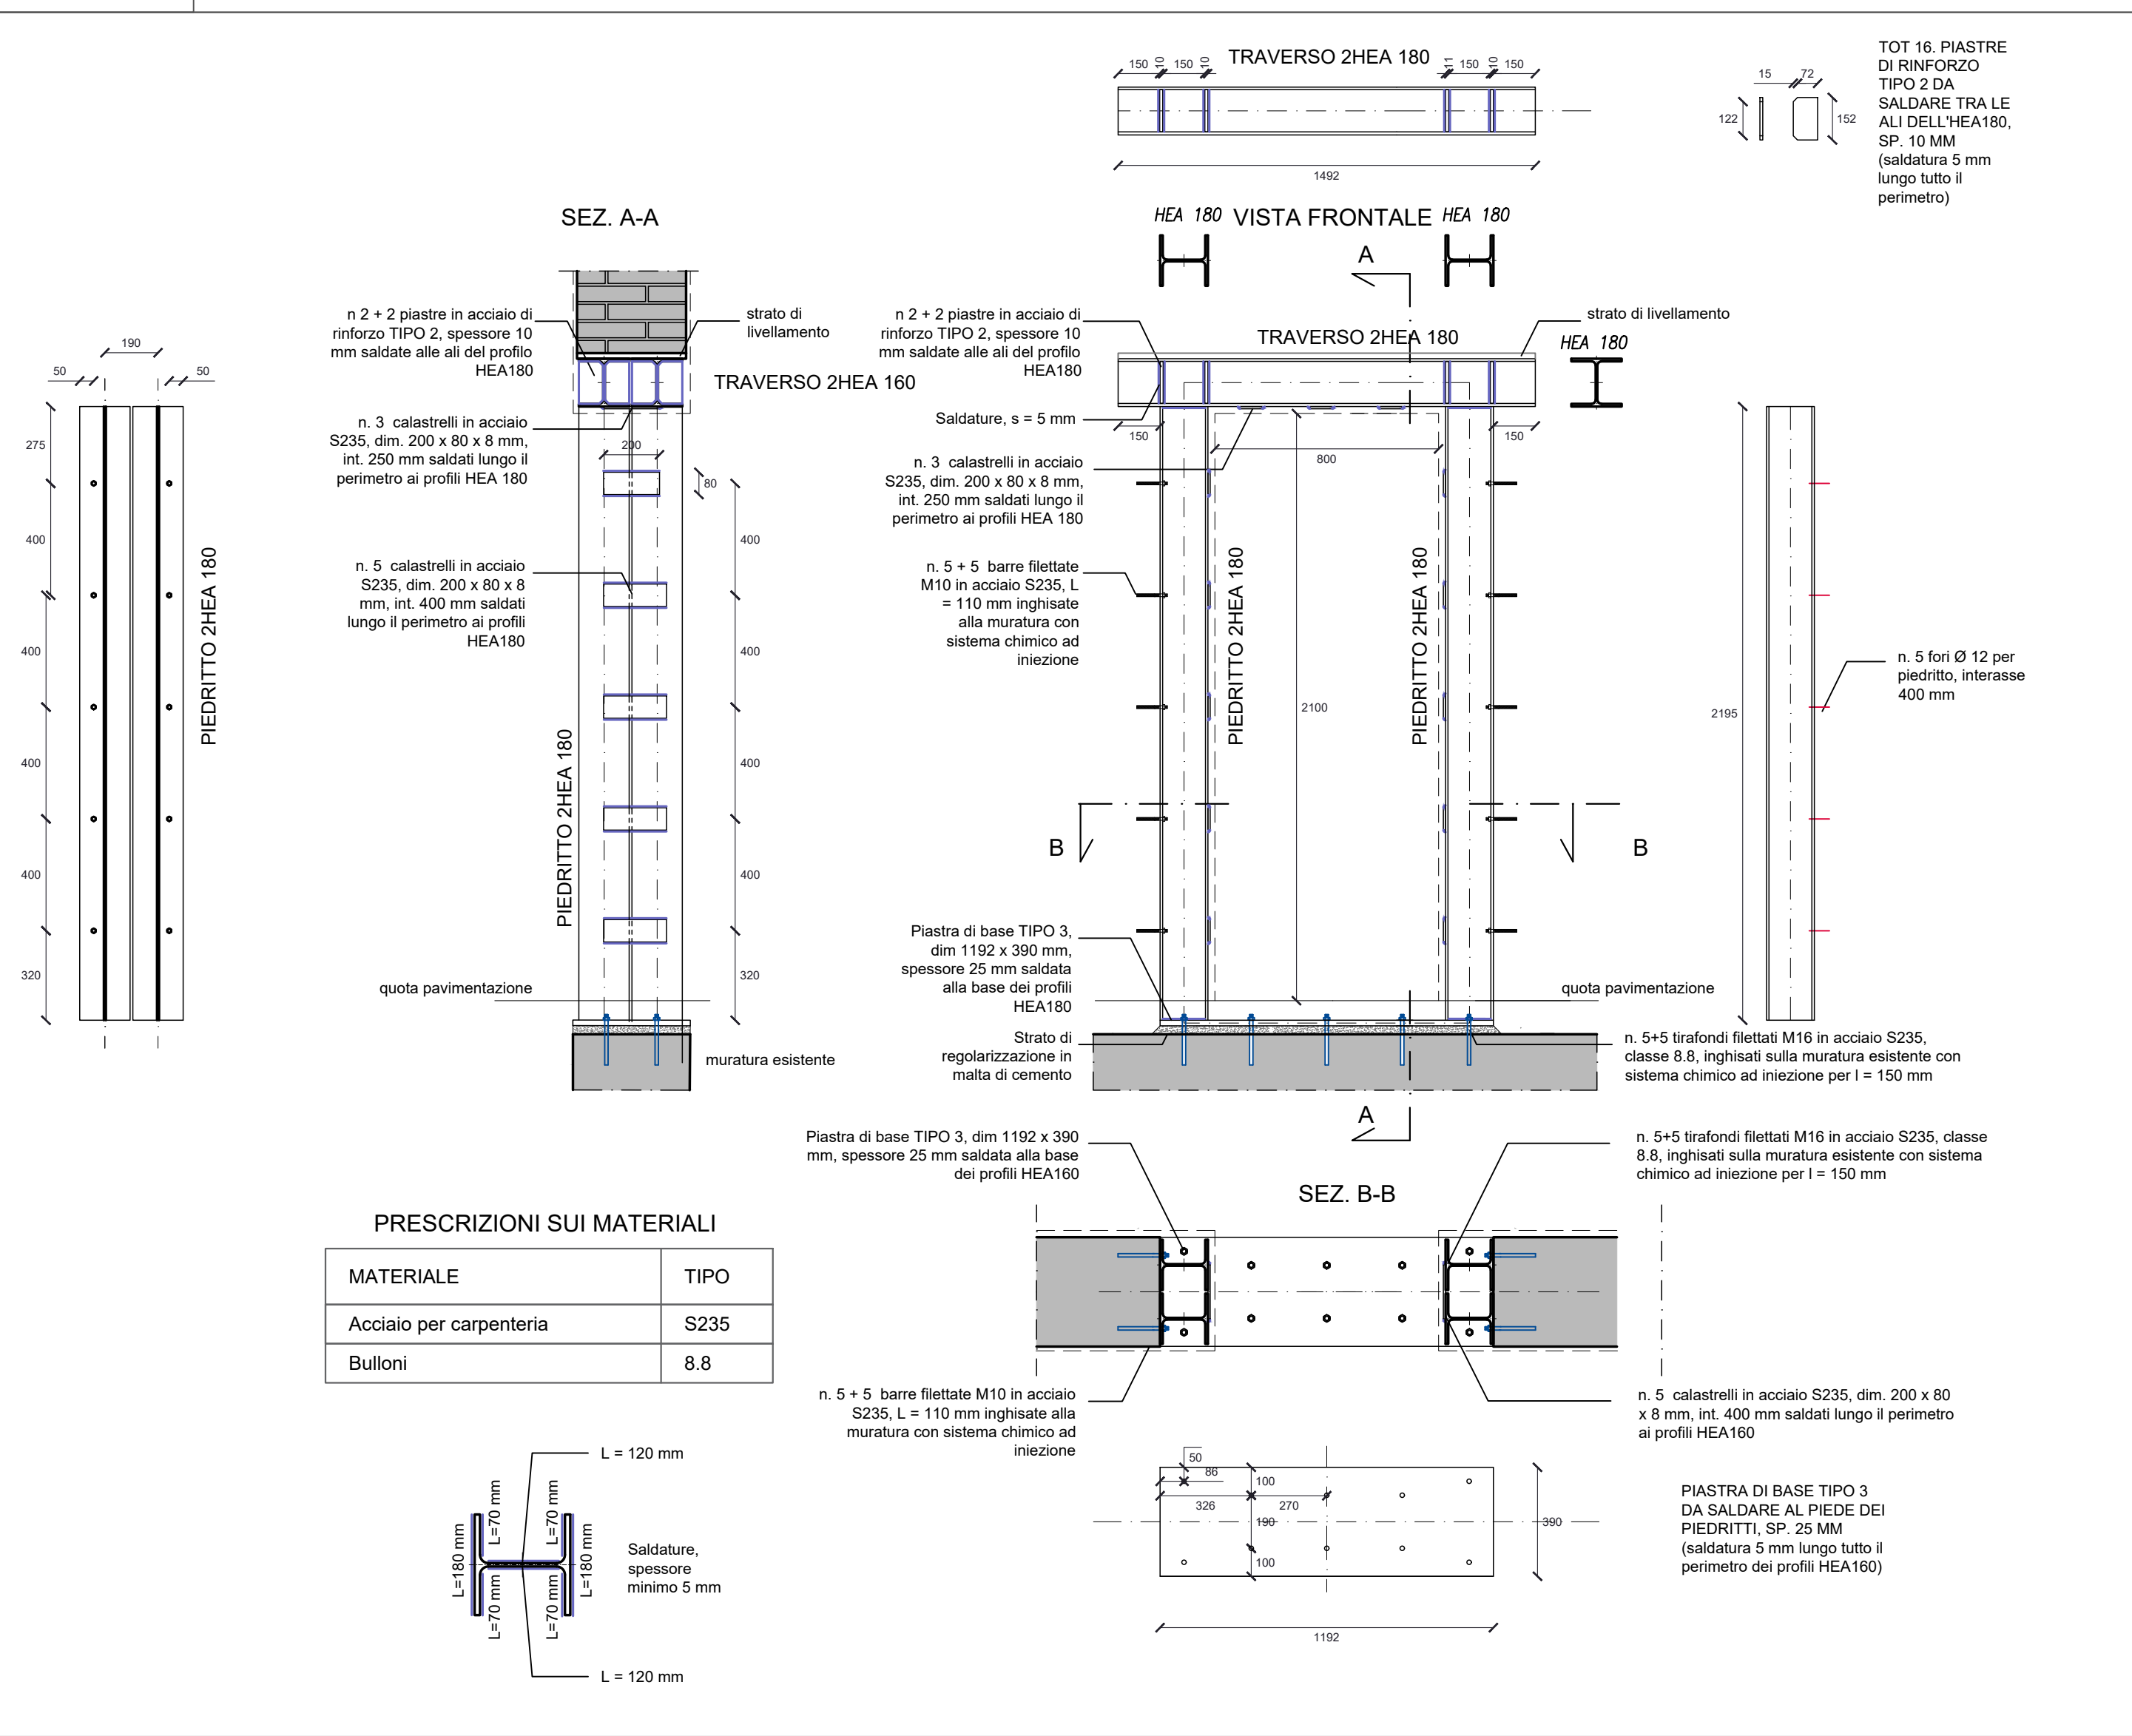 TRAVERSO 2HEA 180
150
10
150
10
11
150
10
150
1492
15
72
122
152
TOT 16. PIASTRE
DI RINFORZO
TIPO 2 DA
SALDARE TRA LE
ALI DELL'HEA180,
SP. 10 MM
(saldatura 5 mm
lungo tutto il
perimetro)
SEZ. A-A
HEA 180
VISTA FRONTALE
HEA 180
A
n 2 + 2 piastre in acciaio di
rinforzo TIPO 2, spessore 10
mm saldate alle ali del profilo
HEA180
strato di
livellamento
TRAVERSO 2HEA 160
n. 3 calastrelli in acciaio
S235, dim. 200 x 80 x 8 mm,
int. 250 mm saldati lungo il
perimetro ai profili HEA 180
200
80
n. 5 calastrelli in acciaio
S235, dim. 200 x 80 x 8
mm, int. 400 mm saldati
lungo il perimetro ai profili
HEA180
400
400
400
400
320
PIEDRITTO 2HEA 180
quota pavimentazione
muratura esistente
190
50
50
275
400
400
400
400
320
PIEDRITTO 2HEA 180
n 2 + 2 piastre in acciaio di
rinforzo TIPO 2, spessore 10
mm saldate alle ali del profilo
HEA180
TRAVERSO 2HEA 180
strato di livellamento
HEA 180
Saldature, s = 5 mm
150
800
150
n. 3 calastrelli in acciaio
S235, dim. 200 x 80 x 8 mm,
int. 250 mm saldati lungo il
perimetro ai profili HEA 180
n. 5 + 5 barre filettate
M10 in acciaio S235, L
= 110 mm inghisate
alla muratura con
sistema chimico ad
iniezione
PIEDRITTO 2HEA 180
2100
PIEDRITTO 2HEA 180
2195
n. 5 fori Ø 12 per
piedritto, interasse
400 mm
B
B
Piastra di base TIPO 3,
dim 1192 x 390 mm,
spessore 25 mm saldata
alla base dei profili
HEA180
quota pavimentazione
Strato di
regolarizzazione in
malta di cemento
n. 5+5 tirafondi filettati M16 in acciaio S235,
classe 8.8, inghisati sulla muratura esistente con
sistema chimico ad iniezione per l = 150 mm
A
Piastra di base TIPO 3, dim 1192 x 390
mm, spessore 25 mm saldata alla base
dei profili HEA160
n. 5+5 tirafondi filettati M16 in acciaio S235, classe
8.8, inghisati sulla muratura esistente con sistema
chimico ad iniezione per l = 150 mm
SEZ. B-B
n. 5 + 5 barre filettate M10 in acciaio
S235, L = 110 mm inghisate alla
muratura con sistema chimico ad
iniezione
n. 5 calastrelli in acciaio S235, dim. 200 x 80
x 8 mm, int. 400 mm saldati lungo il perimetro
ai profili HEA160
PRESCRIZIONI SUI MATERIALI
MATERIALE TIPO
Acciaio per carpenteria S235
Bulloni 8.8
L = 120 mm
L=180 mm
L=70 mm
L=70 mm
L=180 mm
L=70 mm
L=70 mm
L = 120 mm
Saldature,
spessore
minimo 5 mm
50
86
100
326
270
190
390
100
1192
PIASTRA DI BASE TIPO 3
DA SALDARE AL PIEDE DEI
PIEDRITTI, SP. 25 MM
(saldatura 5 mm lungo tutto il
perimetro dei profili HEA160)